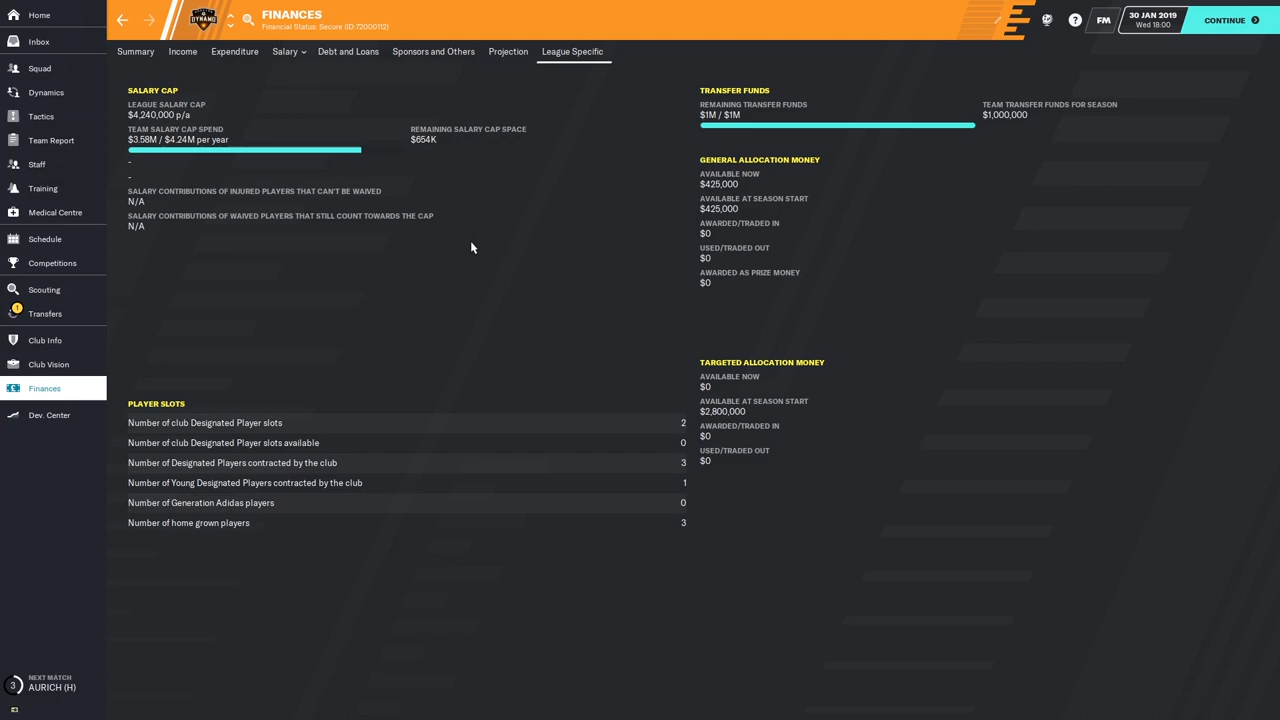 Home
Inbox
Squad
Dynamics
Tactics
Team Report
Staff
Training
Medical Centre
Schedule
Competitions
Scouting
1
Transfers
Club Info
Club Vision
Finances
Dev. Center
3
NEXT MATCH
AURICH (H)
DYNAMO
FINANCES
Financial Status: Secure (ID:72000112)
?
FM
30 JAN 2019
Wed 18:00
CONTINUE
Summary
Income
Expenditure
Salary
Debt and Loans
Sponsors and Others
Projection
League Specific
SALARY CAP
LEAGUE SALARY CAP
$4,240,000 p/a
TEAM SALARY CAP SPEND
$3.58M / $4.24M per year
REMAINING SALARY CAP SPACE
$654K
-
-
SALARY CONTRIBUTIONS OF INJURED PLAYERS THAT CAN'T BE WAIVED
N/A
SALARY CONTRIBUTIONS OF WAIVED PLAYERS THAT STILL COUNT TOWARDS THE CAP
N/A
PLAYER SLOTS
Number of club Designated Player slots 2
Number of club Designated Player slots available 0
Number of Designated Players contracted by the club 3
Number of Young Designated Players contracted by the club 1
Number of Generation Adidas players 0
Number of home grown players 3
TRANSFER FUNDS
REMAINING TRANSFER FUNDS
$1M / $1M
TEAM TRANSFER FUNDS FOR SEASON
$1,000,000
GENERAL ALLOCATION MONEY
AVAILABLE NOW
$425,000
AVAILABLE AT SEASON START
$425,000
AWARDED/TRADED IN
$0
USED/TRADED OUT
$0
AWARDED AS PRIZE MONEY
$0
TARGETED ALLOCATION MONEY
AVAILABLE NOW
$0
AVAILABLE AT SEASON START
$2,800,000
AWARDED/TRADED IN
$0
USED/TRADED OUT
$0